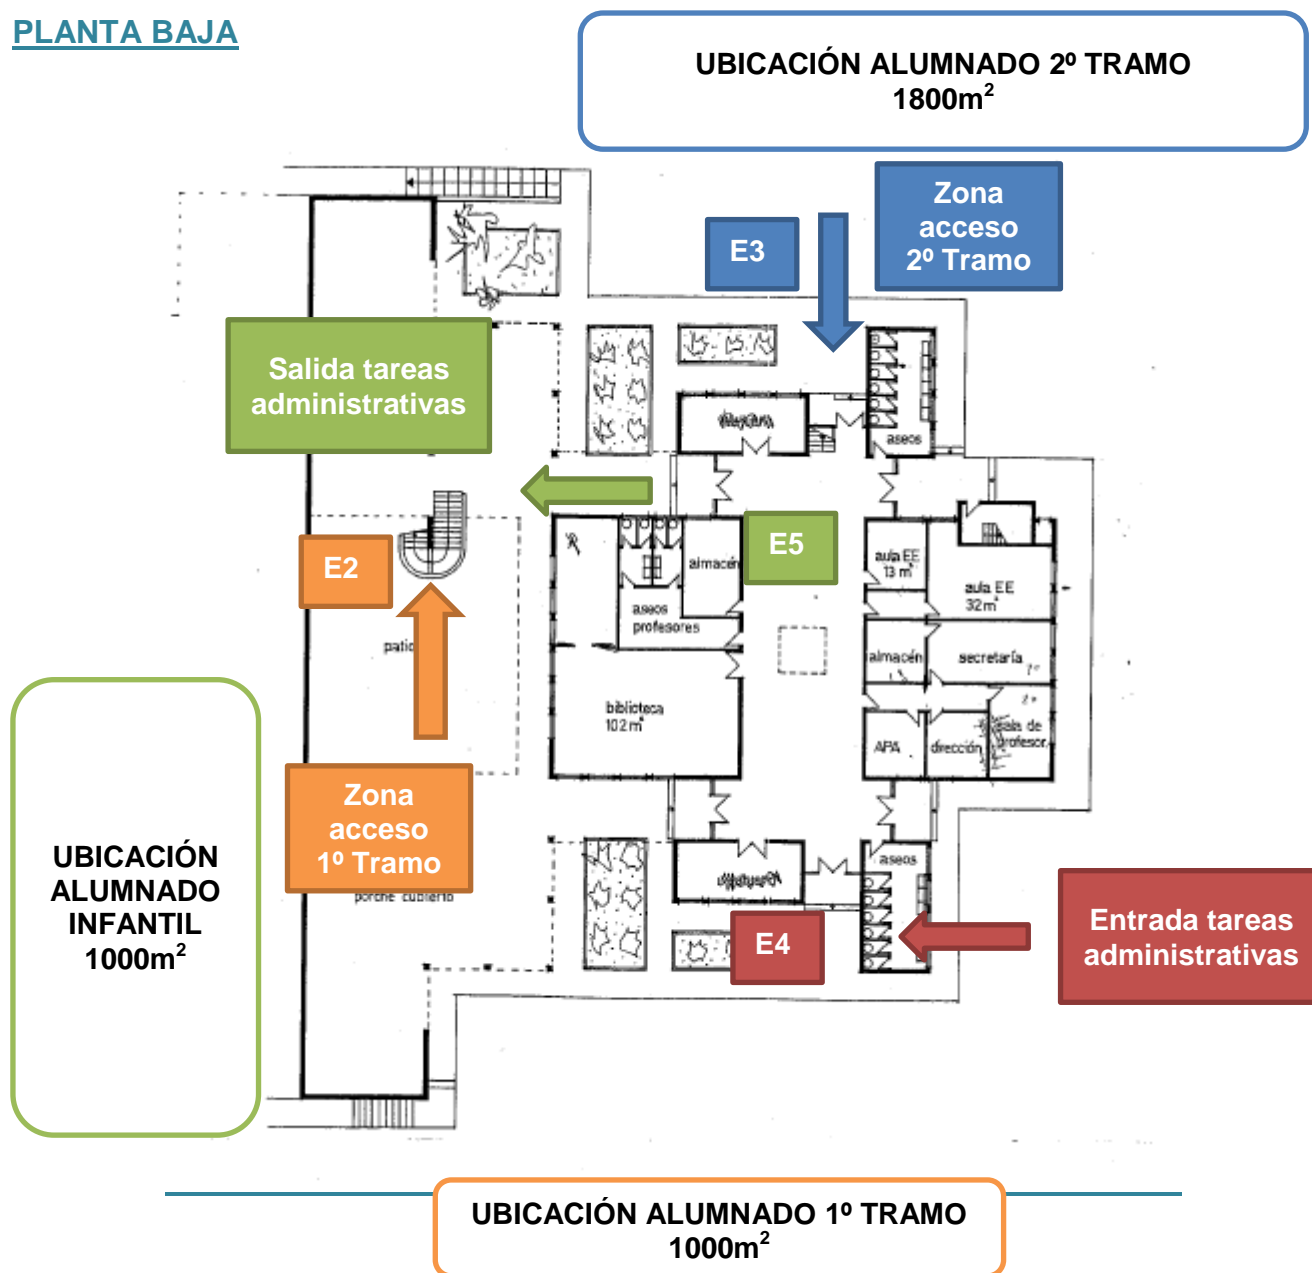 PLANTA BAJA
UBICACIÓN ALUMNADO 2º TRAMO
1800m²
Zona
acceso
2º Tramo
E3
Salida tareas
administrativas
aseos
E5
E2
almacén
aula EE
13 m²
aula EE
32 m²
aseos
profesores
almacén
secretaría
biblioteca
102 m²
APA
dirección
sala de
profesor.
Zona
acceso
1º Tramo
porche cubierto
UBICACIÓN
ALUMNADO
INFANTIL
1000m²
aseos
E4
Entrada tareas
administrativas
UBICACIÓN ALUMNADO 1º TRAMO
1000m²